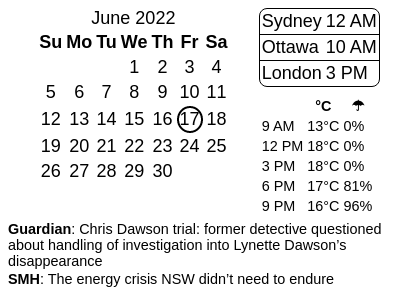 June 2022
Su Mo Tu We Th Fr Sa
1 2 3 4
5 6 7 8 9 10 11
12 13 14 15 16 17 18
19 20 21 22 23 24 25
26 27 28 29 30
Sydney 12 AM
Ottawa 10 AM
London 3 PM
°C ☂
9 AM 13°C 0%
12 PM 18°C 0%
3 PM 18°C 0%
6 PM 17°C 81%
9 PM 16°C 96%
Guardian: Chris Dawson trial: former detective questioned
about handling of investigation into Lynette Dawson’s
disappearance
SMH: The energy crisis NSW didn’t need to endure